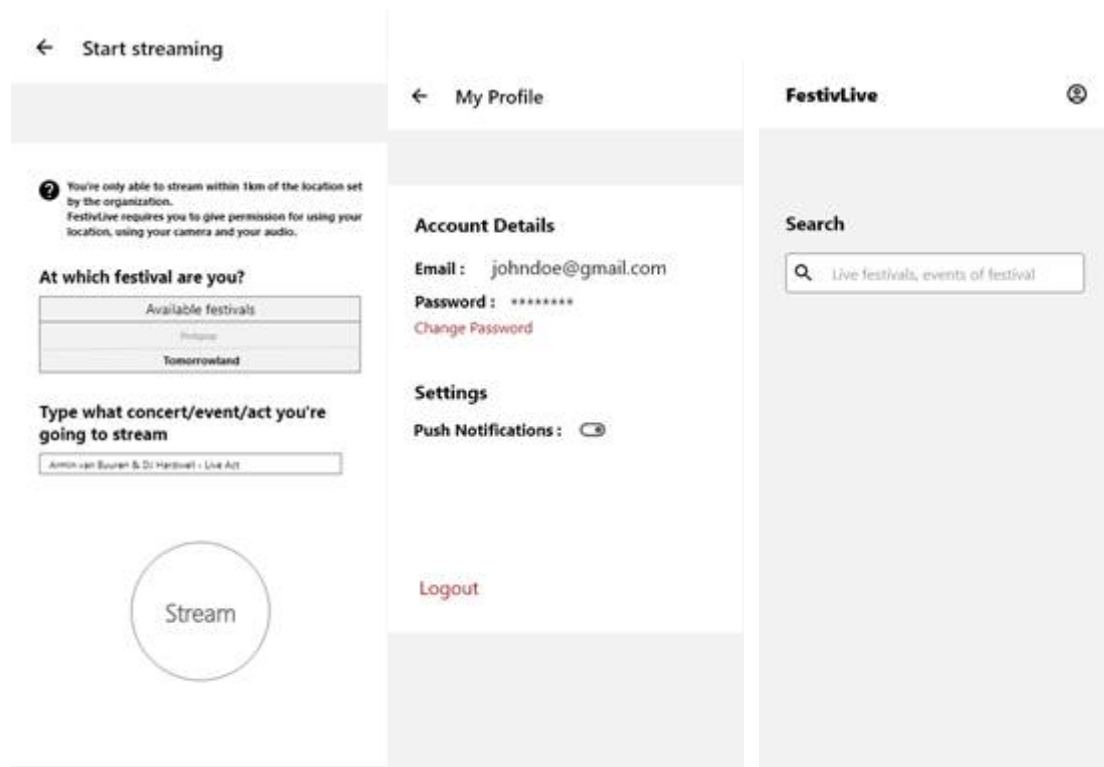 Start streaming
You're only able to stream within 1km of the location set
by the organization.
FestivLive requires you to give permission for using your
location, using your camera and your audio.
At which festival are you?
Available festivals
Pinkpop
Tomorrowland
Type what concert/event/act you're
going to stream
Armin van Buuren & DJ Hardwell - Live Act
Stream
My Profile
Account Details
Email : johndoe@gmail.com
Password : ********
Change Password
Settings
Push Notifications :
Logout
FestivLive
Search
Live festivals, events of festival